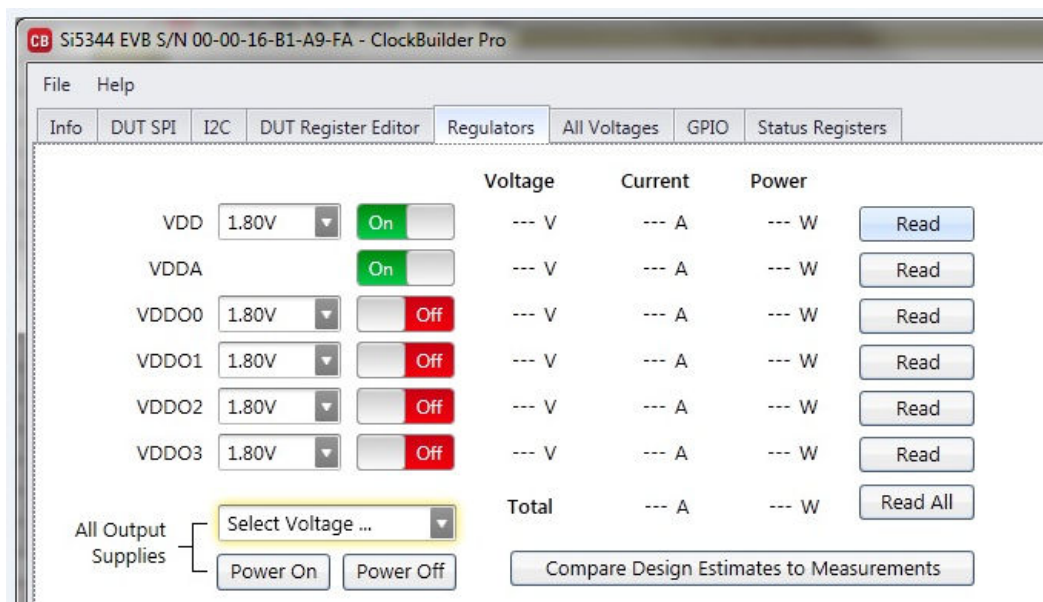 CB Si5344 EVB S/N 00-00-16-B1-A9-FA - ClockBuilder Pro
File Help
Info DUT SPI I2C DUT Register Editor Regulators All Voltages GPIO Status Registers
Voltage Current Power
VDD 1.80V On --- V --- A --- W Read
VDDA On --- V --- A --- W Read
VDDO0 1.80V Off --- V --- A --- W Read
VDDO1 1.80V Off --- V --- A --- W Read
VDDO2 1.80V Off --- V --- A --- W Read
VDDO3 1.80V Off --- V --- A --- W Read
All Output Supplies
Select Voltage ...
Total --- A --- W Read All
Power On Power Off
Compare Design Estimates to Measurements